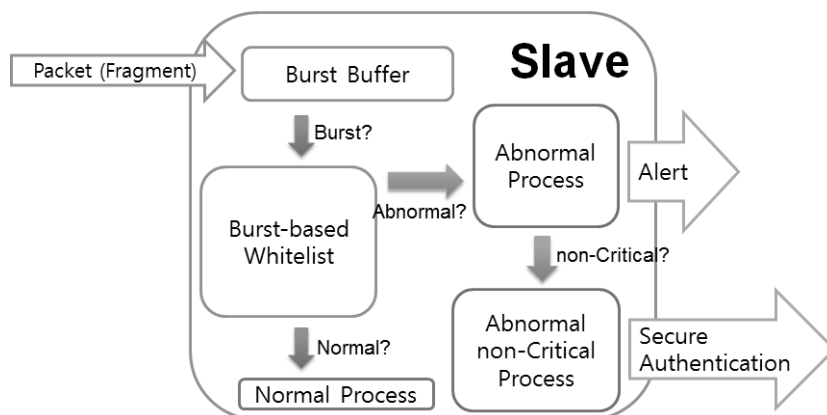 Slave
Packet (Fragment)
Burst Buffer
Burst?
Burst-based
Whitelist
Abnormal?
Abnormal
Process
Alert
non-Critical?
Normal?
Normal Process
Abnormal
non-Critical
Process
Secure
Authentication